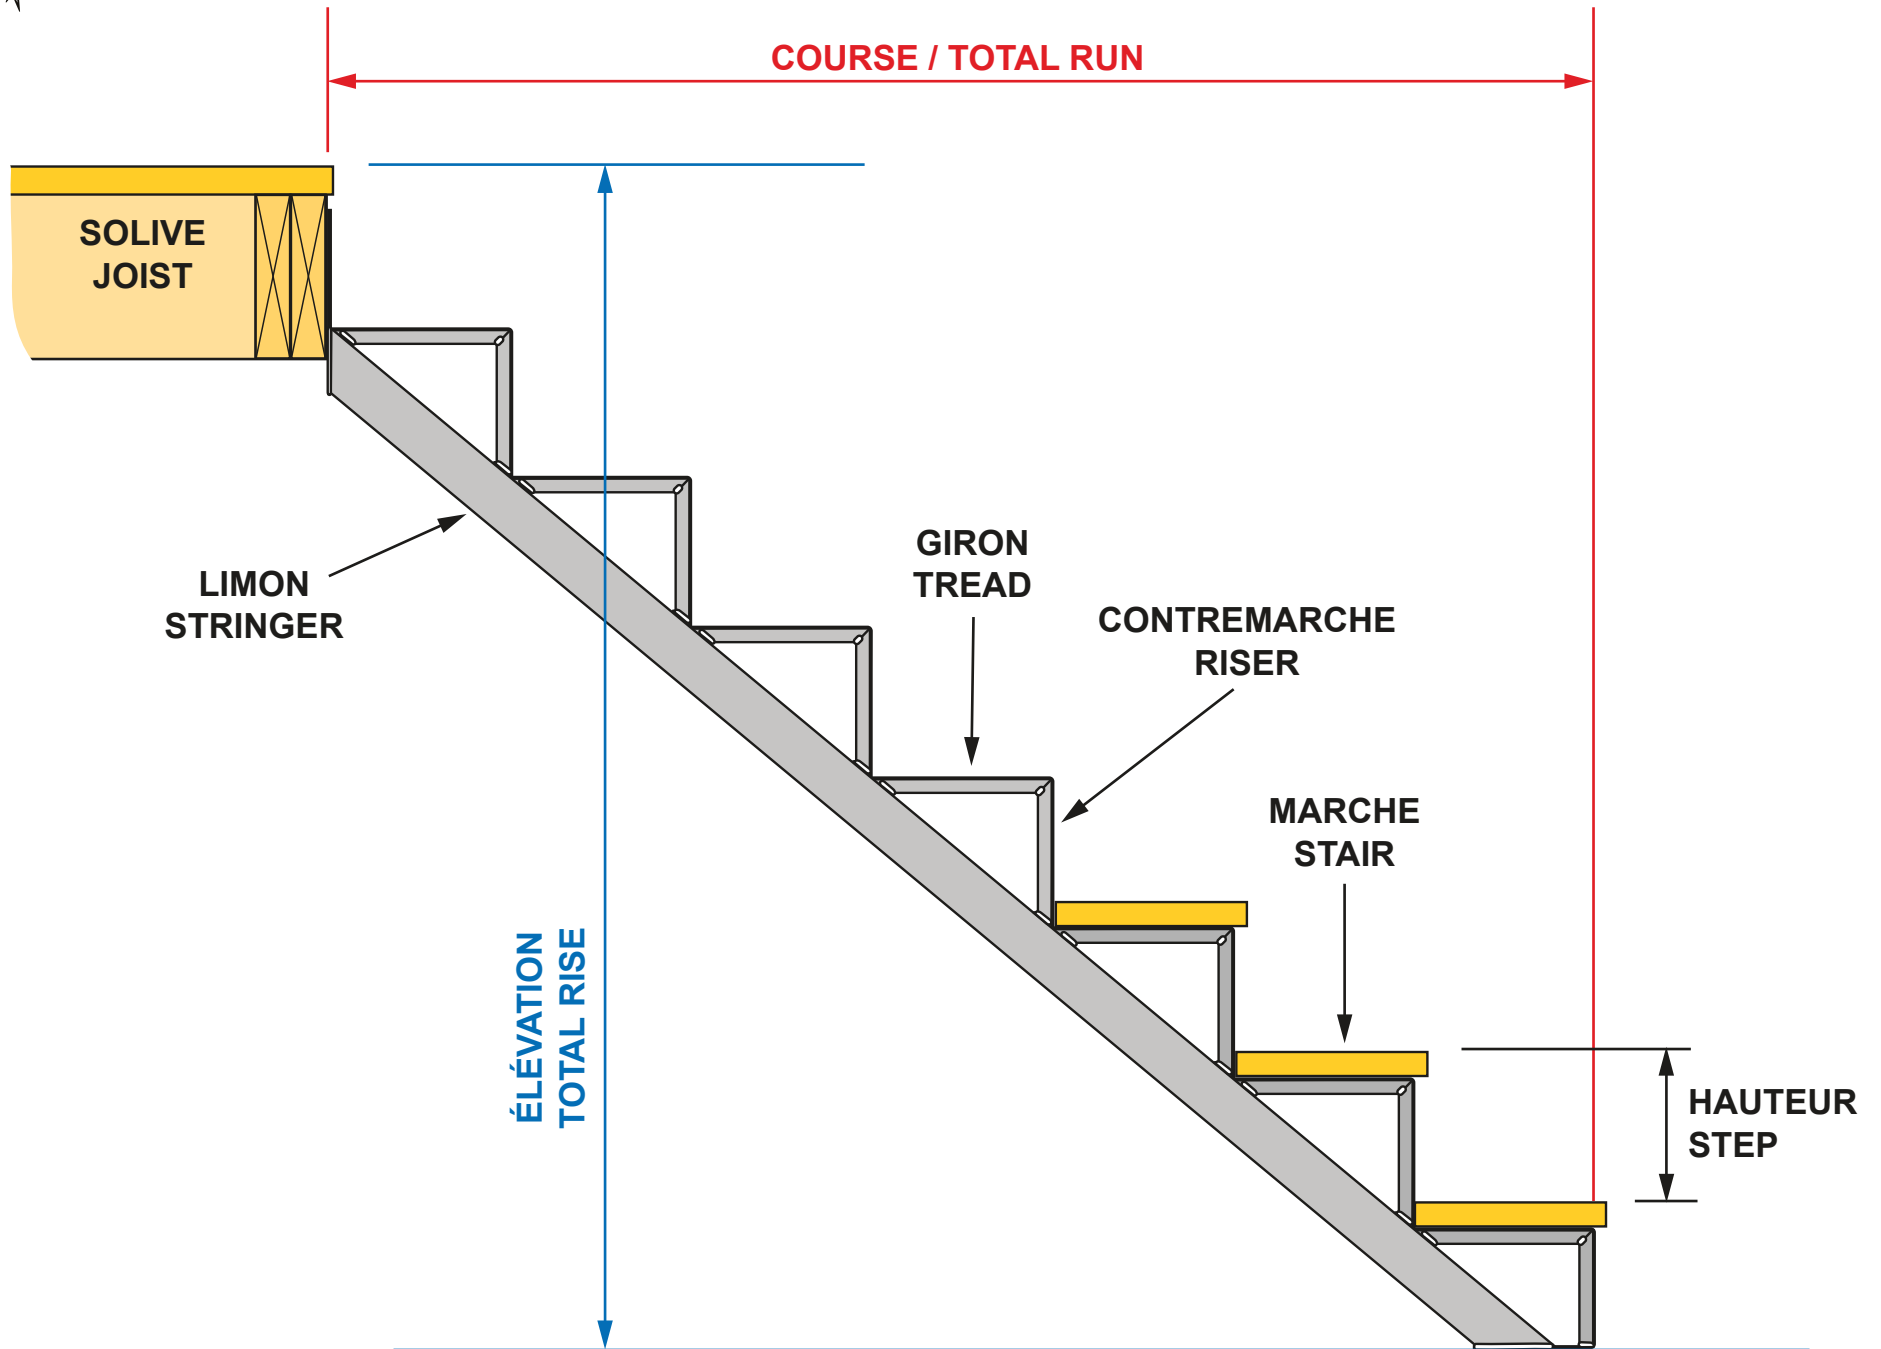 COURSE / TOTAL RUN
SOLIVE
JOIST
LIMON
STRINGER
GIRON
TREAD
CONTREMARCHE
RISER
MARCHE
STAIR
ÉLÉVATION
TOTAL RISE
HAUTEUR
STEP